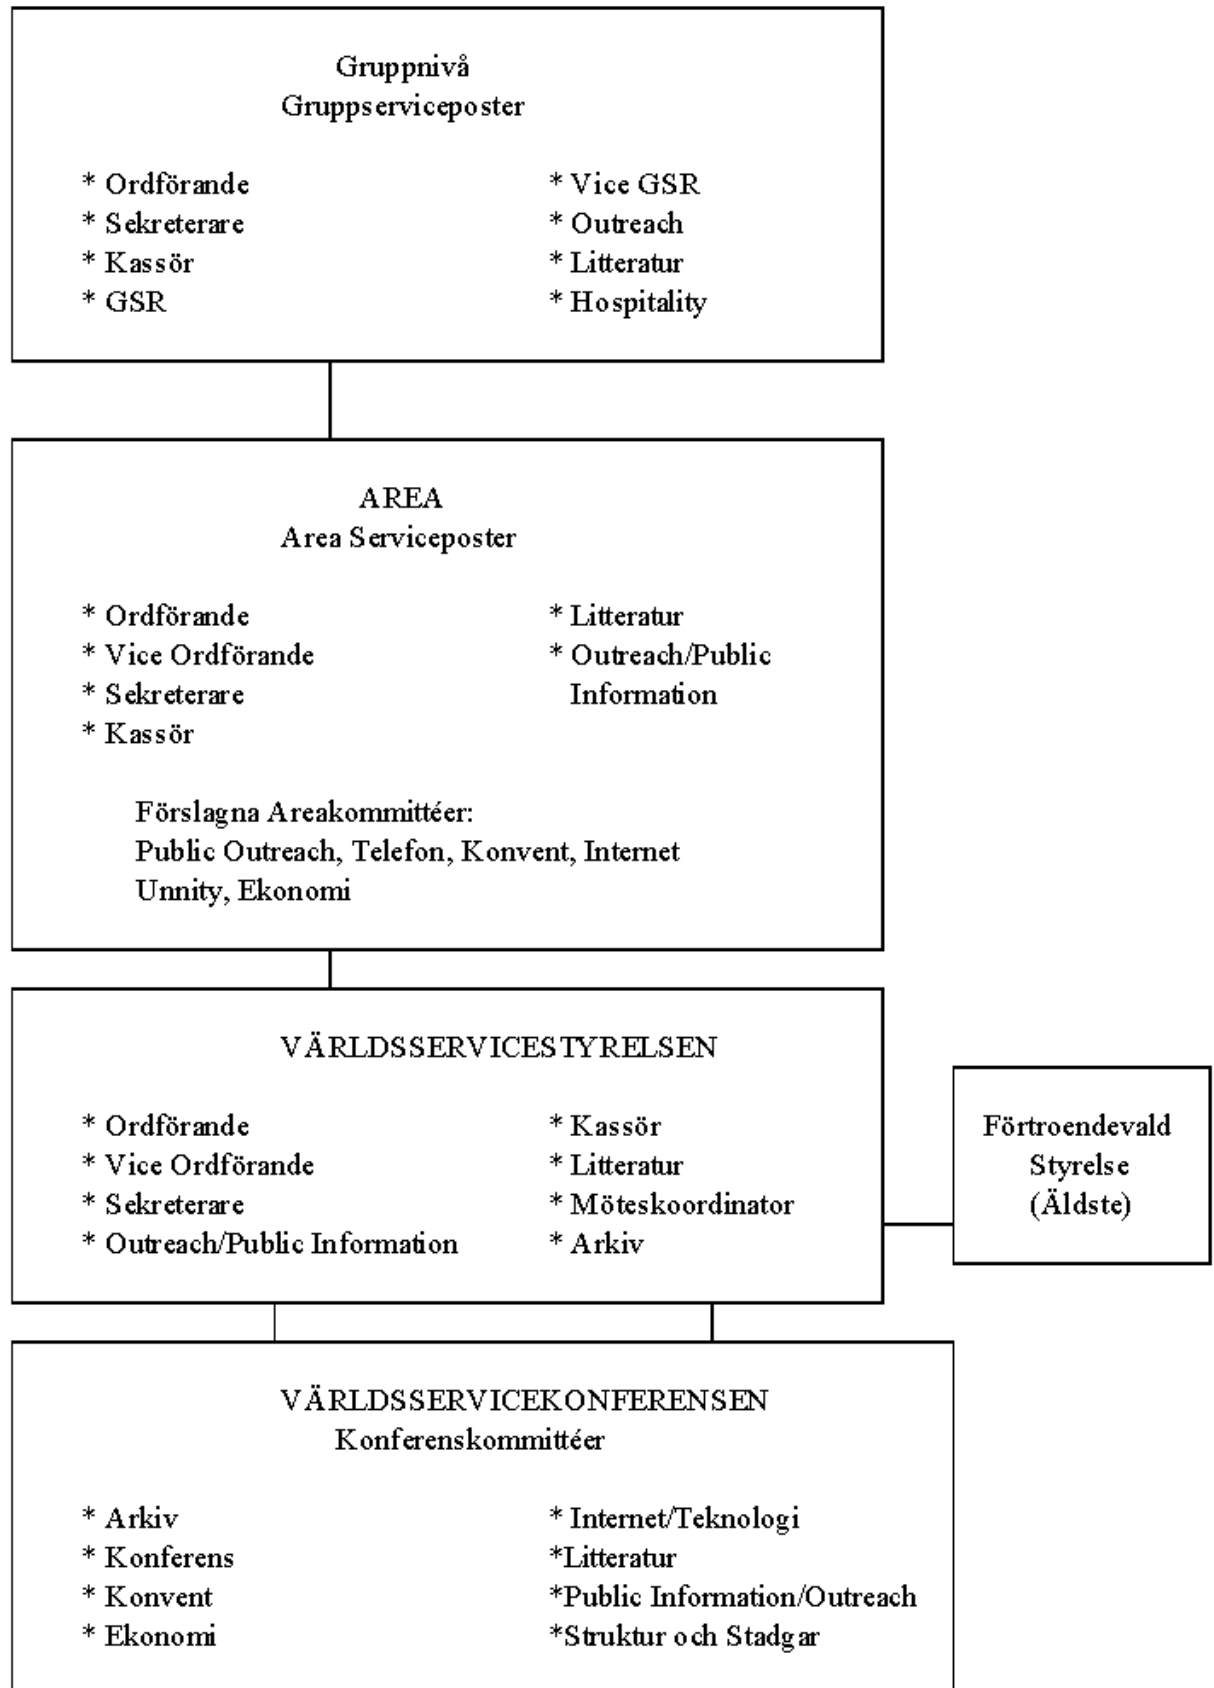 Gruppnivå
Gruppserviceposter
* Ordförande
* Sekreterare
* Kassör
* GSR
* Vice GSR
* Outreach
* Litteratur
* Hospitality
AREA
Area Serviceposter
* Ordförande
* Vice Ordförande
* Sekreterare
* Kassör
* Litteratur
* Outreach/Public
Information
Förslagna Areakommittéer:
Public Outreach, Telefon, Konvent, Internet
Unnity, Ekonomi
VÄRLDSSERVICESTYRELSEN
* Ordförande
* Vice Ordförande
* Sekreterare
* Outreach/Public Information
* Kassör
* Litteratur
* Möteskoordinator
* Arkiv
Förtroendevald
Styrelse
(Äldste)
VÄRLDSSERVICEKONFERENSEN
Konferenskommittéer
* Arkiv
* Konferens
* Konvent
* Ekonomi
* Internet/Teknologi
*Litteratur
*Public Information/Outreach
*Struktur och Stadgar